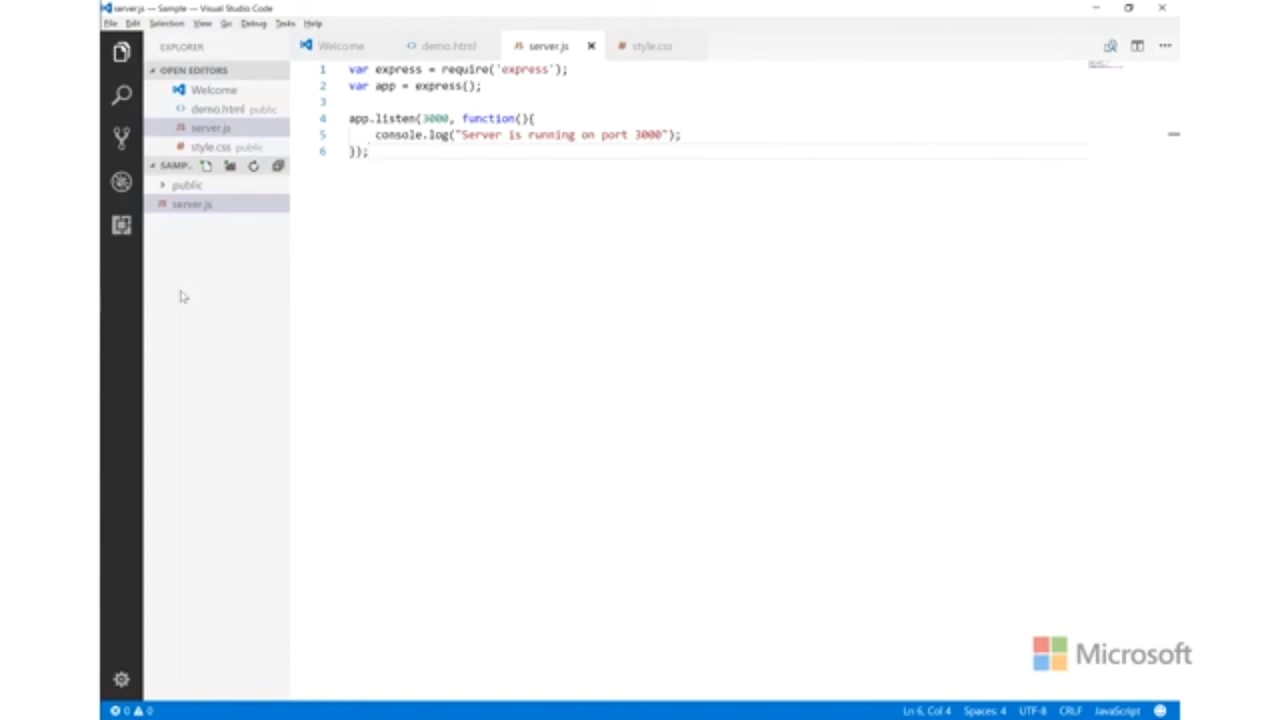 server.js — Sample — Visual Studio Code
File Edit Selection View Go Debug Tasks Help
EXPLORER
Welcome
demo.html
server.js
style.css
OPEN EDITORS
Welcome
demo.html public
server.js
style.css public
SAMP..
public
server.js
1 var express = require('express');
2 var app = express();
3
4 app.listen(3000, function(){
5 console.log("Server is running on port 3000");
6 });
Microsoft
0 0
Ln 6, Col 4 Spaces: 4 UTF-8 CRLF JavaScript